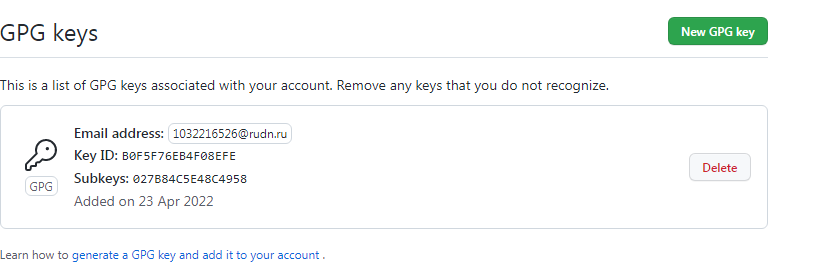 GPG keys
New GPG key
This is a list of GPG keys associated with your account. Remove any keys that you do not recognize.
Email address: 1032216526@rudn.ru
Key ID: B0F5F76EB4F08EFE
GPG
Subkeys: 027B84C5E48C4958
Added on 23 Apr 2022
Delete
Learn how to generate a GPG key and add it to your account .